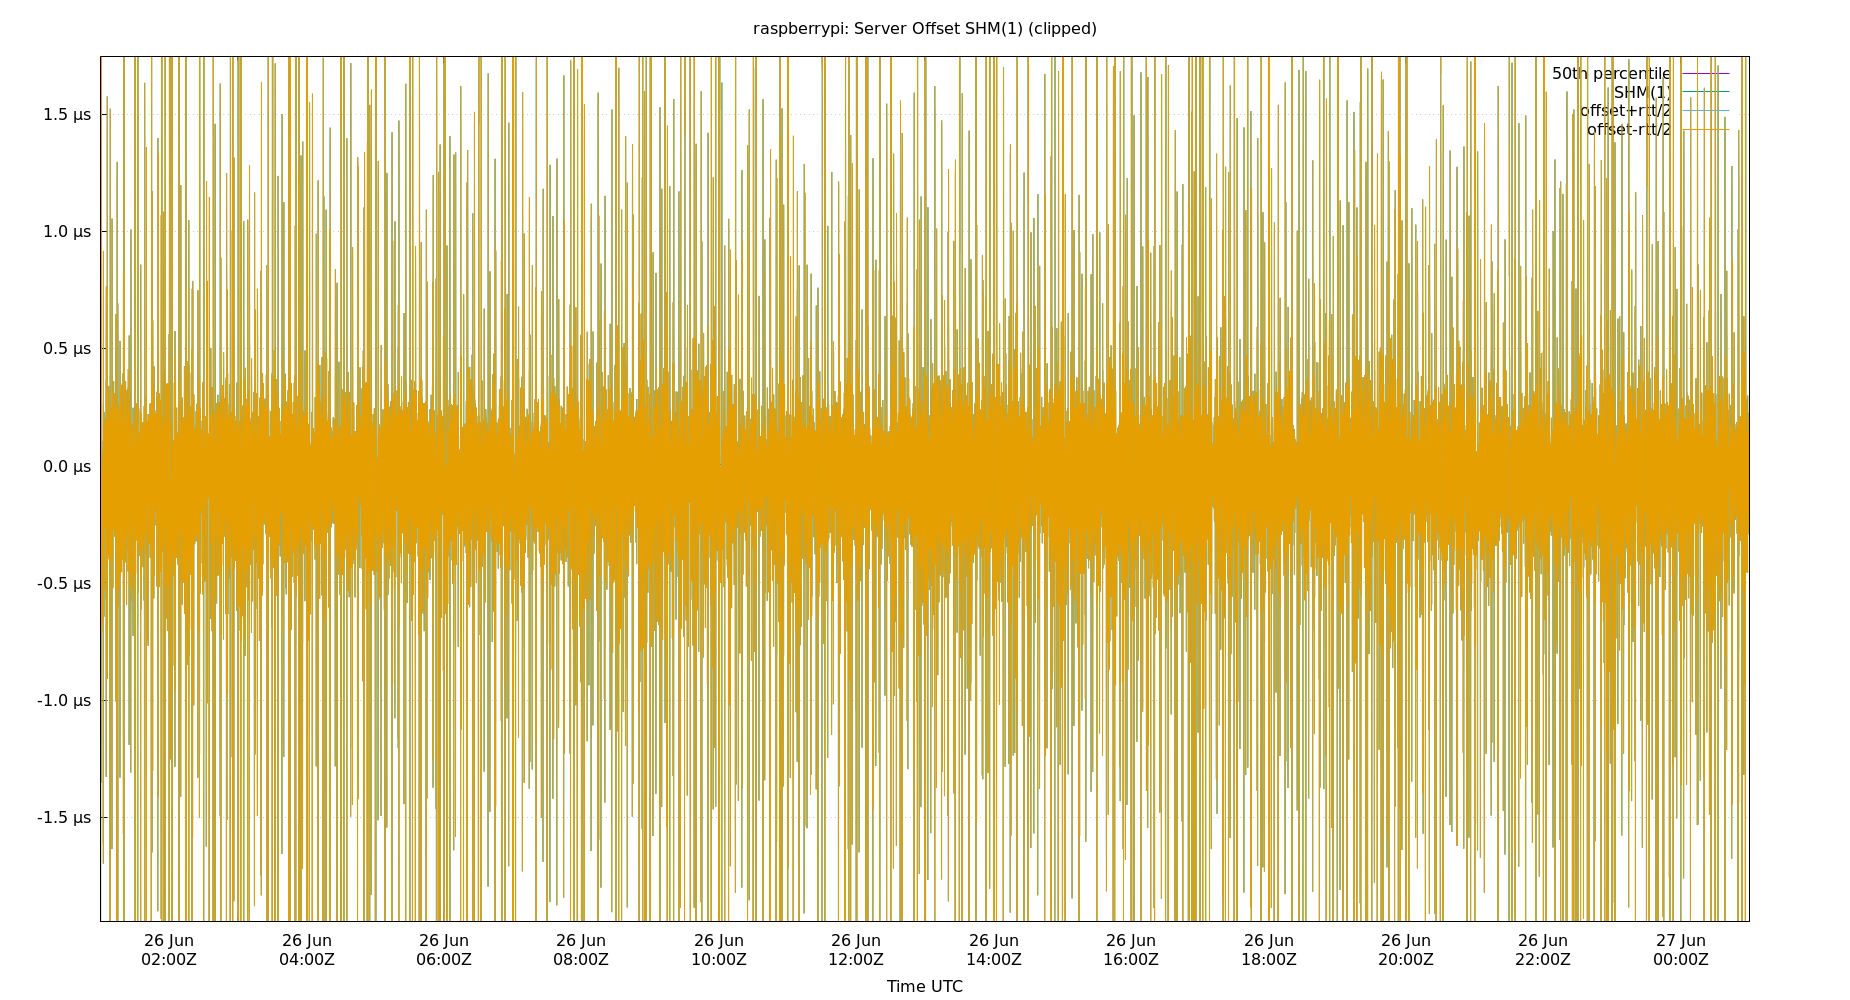 raspberrypi: Server Offset SHM(1) (clipped)
50th percentile
SHM(1)
offset+rtt/2
offset-rtt/2
1.5 µs
1.0 µs
0.5 µs
0.0 µs
-0.5 µs
-1.0 µs
-1.5 µs
26 Jun 26 Jun 26 Jun 26 Jun 26 Jun 26 Jun 26 Jun 26 Jun 26 Jun 26 Jun 26 Jun 27 Jun
02:00Z 04:00Z 06:00Z 08:00Z 10:00Z 12:00Z 14:00Z 16:00Z 18:00Z 20:00Z 22:00Z 00:00Z
Time UTC